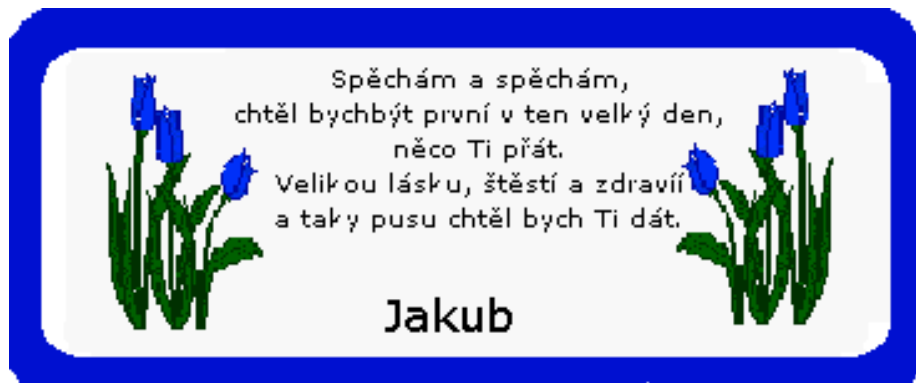 Spěchám a spěchám,
chtěl bychbýt první v ten velký den,
něco Ti přát.
Velikou lásku, štěstí a zdravíí
a taky pusu chtěl bych Ti dát.
Jakub